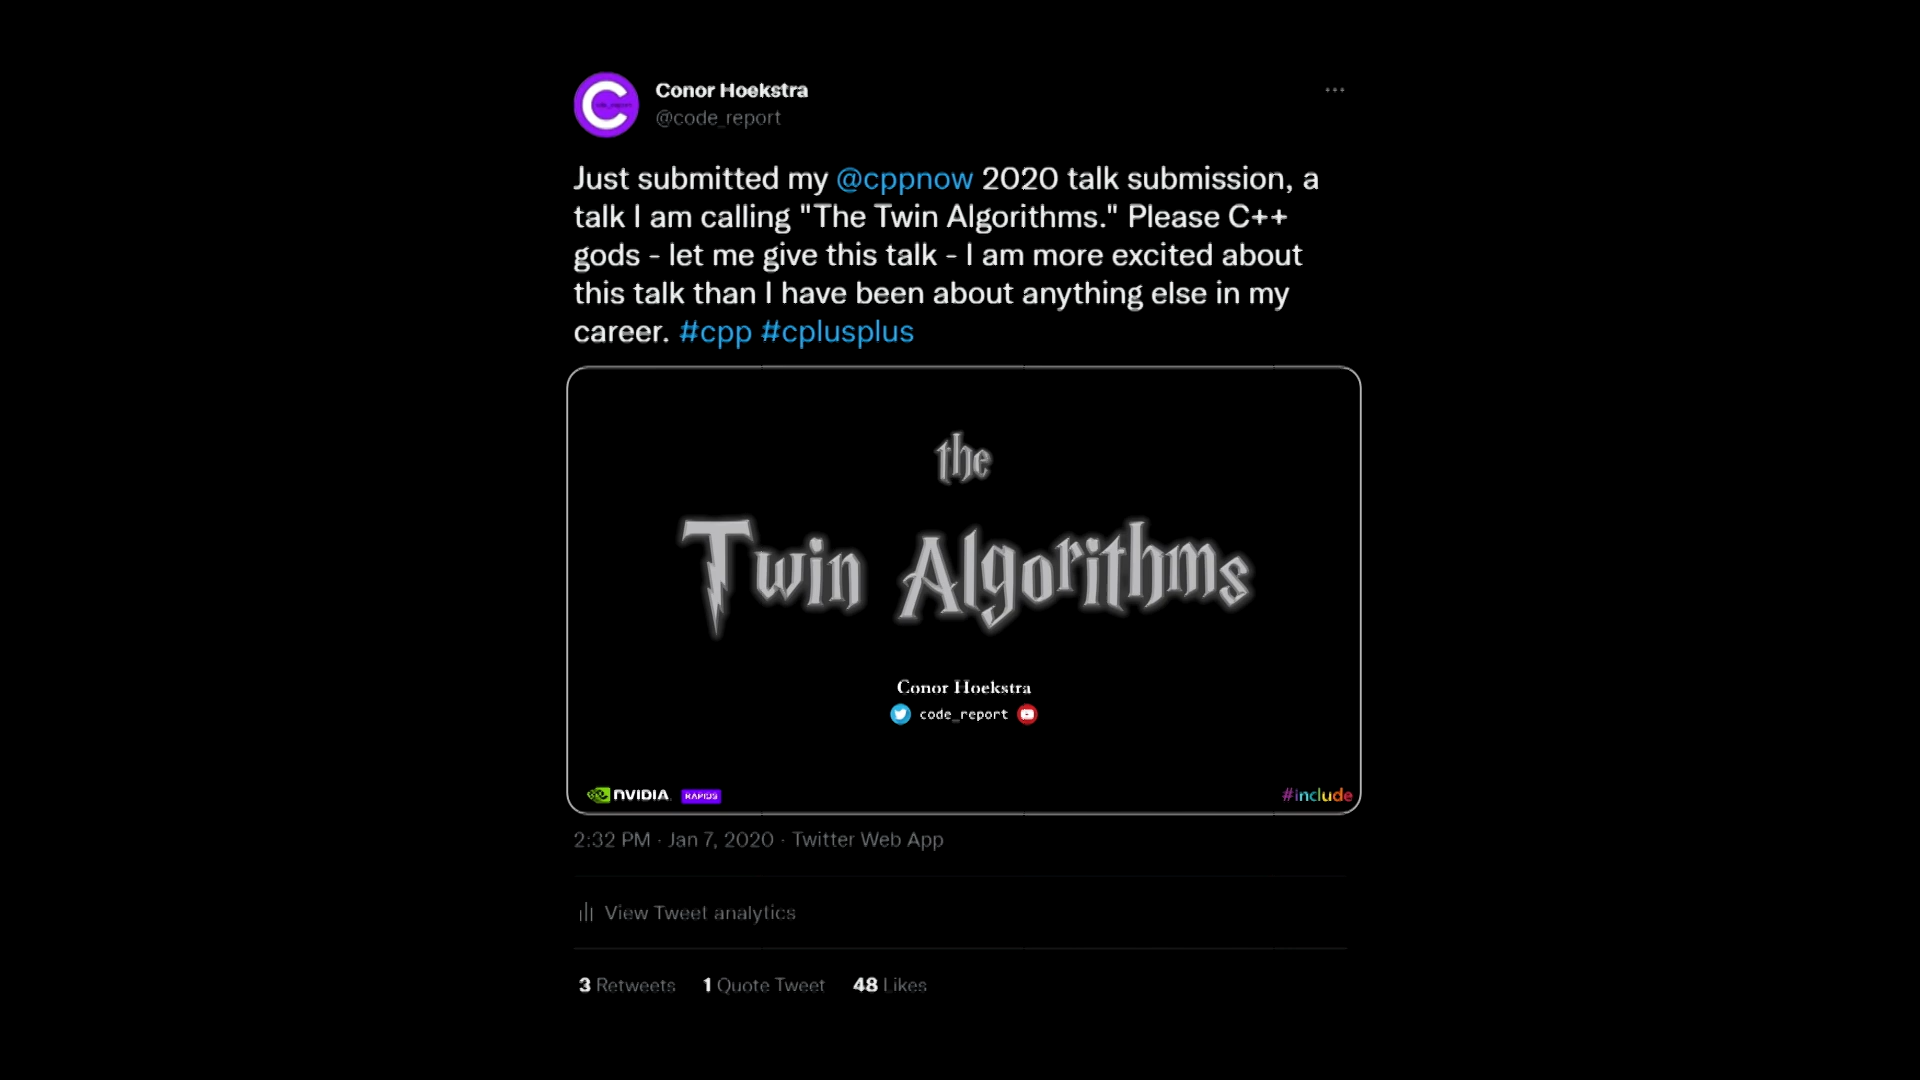 Conor Hoekstra
@code_report
Just submitted my @cppnow 2020 talk submission, a
talk I am calling "The Twin Algorithms." Please C++
gods - let me give this talk - I am more excited about
this talk than I have been about anything else in my
career. #cpp #cplusplus
the
Twin Algorithms
Conor Hoekstra
code_report
NVIDIA RAPIDS
#include
2:32 PM · Jan 7, 2020 · Twitter Web App
View Tweet analytics
3 Retweets 1 Quote Tweet 48 Likes